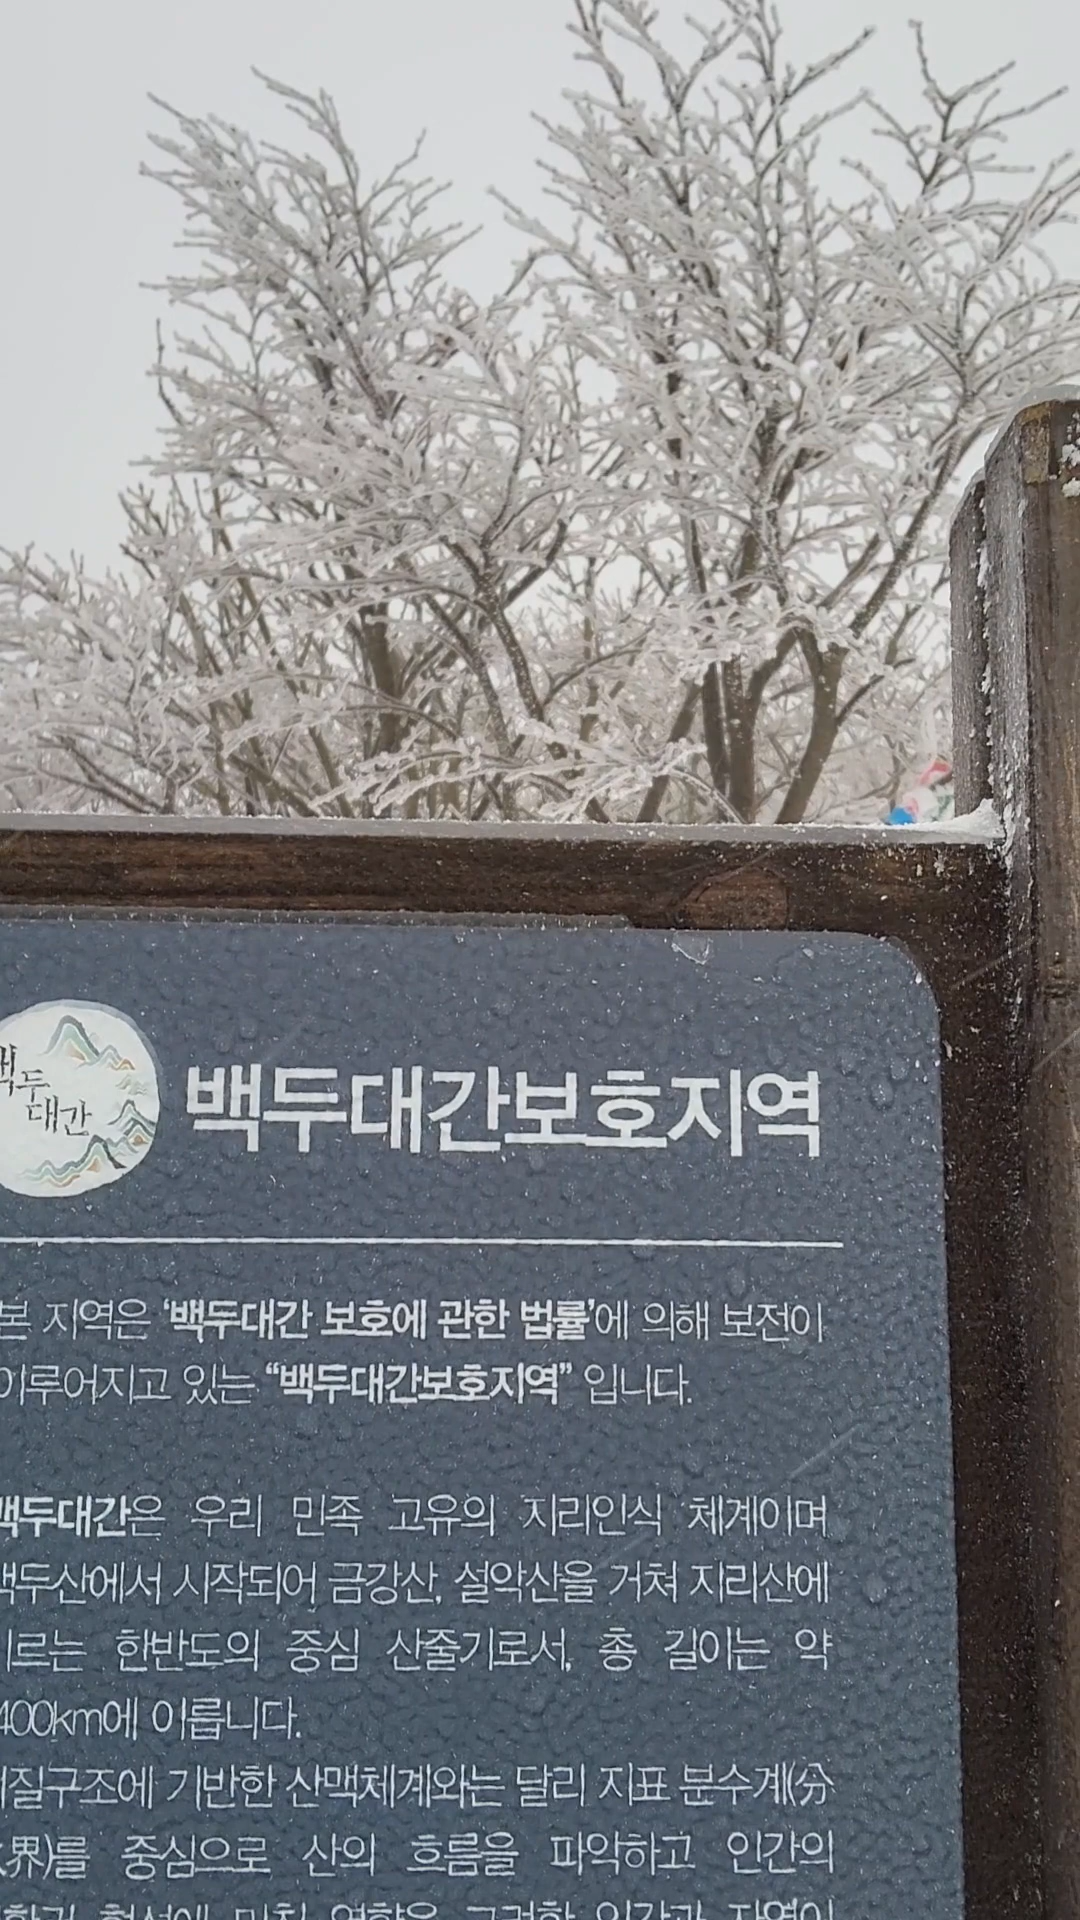 백두대간
백두대간보호지역
본 지역은 ‘백두대간 보호에 관한 법률’에 의해 보전이
이루어지고 있는 “백두대간보호지역” 입니다.
백두대간은 우리 민족 고유의 지리인식 체계이며
백두산에서 시작되어 금강산, 설악산을 거쳐 지리산에
이르는 한반도의 중심 산줄기로서, 총 길이는 약
400km에 이릅니다.
지질구조에 기반한 산맥체계와는 달리 지표 분수계(分
水界)를 중심으로 산의 흐름을 파악하고 인간의